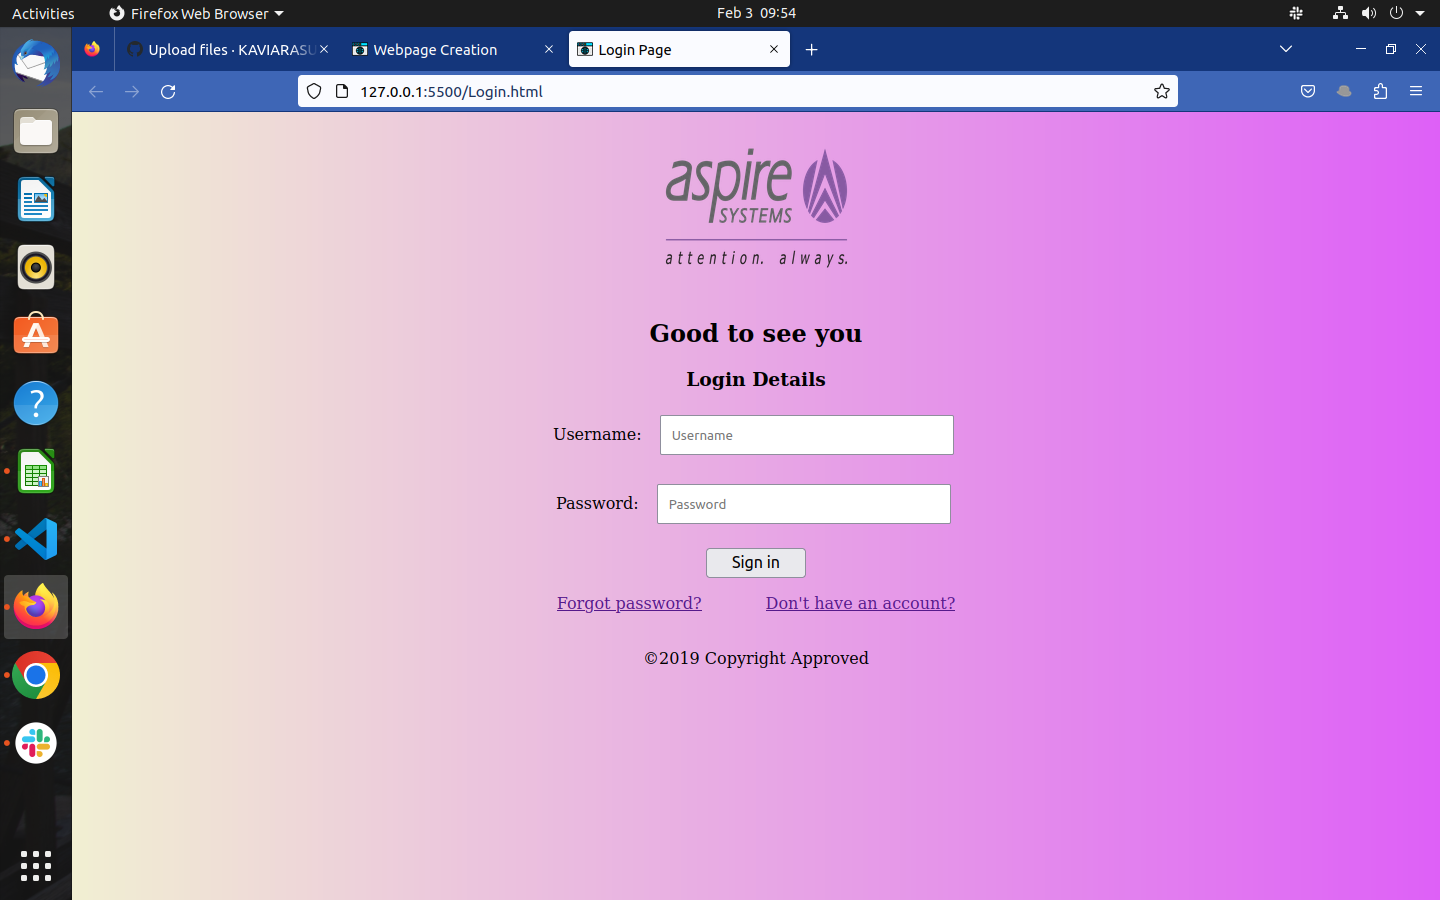 Activities
Firefox Web Browser
Feb 3 09:54
Upload files · KAVIARASU
Webpage Creation
Login Page
127.0.0.1:5500/Login.html
aspire
SYSTEMS
attention. always.
Good to see you
Login Details
Username: Username
Password: Password
Sign in
Forgot password? Don't have an account?
©2019 Copyright Approved